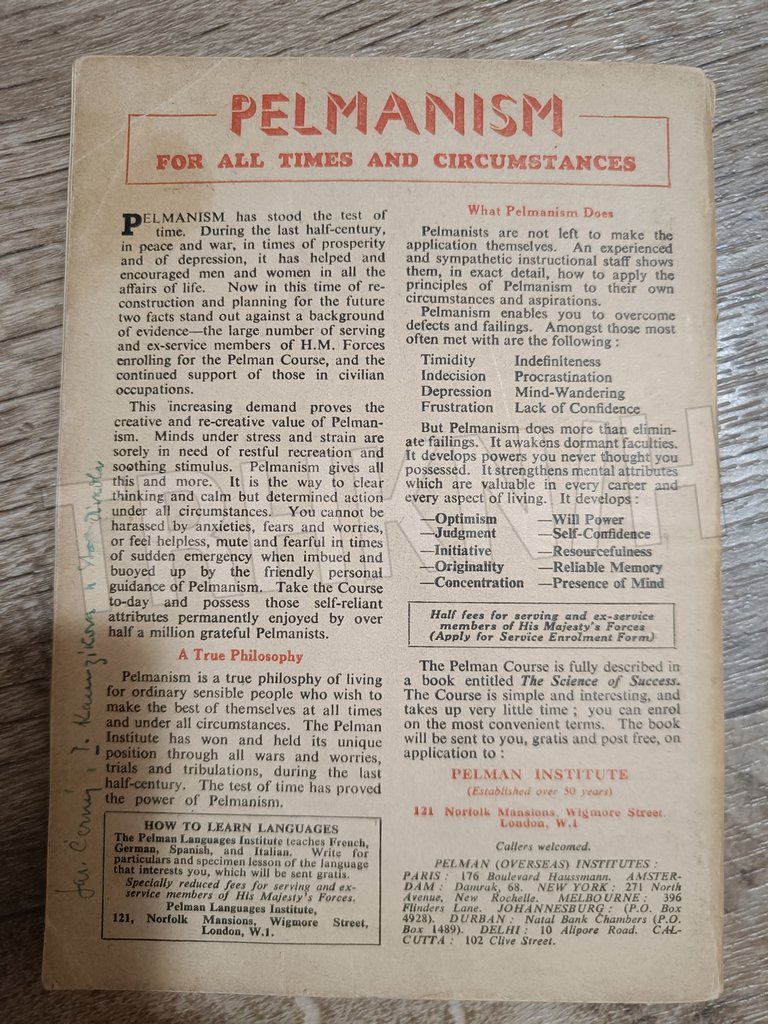 PELMANISM
FOR ALL TIMES AND CIRCUMSTANCES
PELMANISM has stood the test of
time. During the last half-century,
in peace and war, in times of prosperity
and of depression, it has helped and
encouraged men and women in all the
affairs of life. Now in this time of re-
construction and planning for the future
two facts stand out against a background
of evidence—the large number of serving
and ex-service members of H.M. Forces
enrolling for the Pelman Course, and the
continued support of those in civilian
occupations.
This increasing demand proves the
creative and re-creative value of Pelman-
ism. Minds under stress and strain are
sorely in need of restful recreation and
soothing stimulus. Pelmanism gives all
this and more. It is the way to clear
thinking and calm but determined action
under all circumstances. You cannot be
harassed by anxieties, fears and worries,
or feel helpless, mute and fearful in times
of sudden emergency when imbued and
buoyed up by the friendly personal
guidance of Pelmanism. Take the Course
to-day and possess those self-reliant
attributes permanently enjoyed by over
half a million grateful Pelmanists.
A True Philosophy
Pelmanism is a true philosphy of living
for ordinary sensible people who wish to
make the best of themselves at all times
and under all circumstances. The Pelman
Institute has won and held its unique
position through all wars and worries,
trials and tribulations, during the last
half-century. The test of time has proved
the power of Pelmanism.
HOW TO LEARN LANGUAGES
The Pelman Languages Institute teaches French,
German, Spanish, and Italian. Write for
particulars and specimen lesson of the language
that interests you, which will be sent gratis.
Specially reduced fees for serving and ex-
service members of His Majesty's Forces.
Pelman Languages Institute,
121, Norfolk Mansions, Wigmore Street,
London, W.1.
What Pelmanism Does
Pelmanists are not left to make the
application themselves. An experienced
and sympathetic instructional staff shows
them, in exact detail, how to apply the
principles of Pelmanism to their own
circumstances and aspirations.
Pelmanism enables you to overcome
defects and failings. Amongst those most
often met with are the following :
Timidity Indefiniteness
Indecision Procrastination
Depression Mind-Wandering
Frustration Lack of Confidence
But Pelmanism does more than elimin-
ate failings. It awakens dormant faculties.
It develops powers you never thought you
possessed. It strengthens mental attributes
which are valuable in every career and
every aspect of living. It develops :
—Optimism —Will Power
—Judgment —Self-Confidence
—Initiative —Resourcefulness
—Originality —Reliable Memory
—Concentration —Presence of Mind
Half fees for serving and ex-service
members of His Majesty's Forces
(Apply for Service Enrolment Form)
The Pelman Course is fully described in
a book entitled The Science of Success.
The Course is simple and interesting, and
takes up very little time ; you can enrol
on the most convenient terms. The book
will be sent to you, gratis and post free, on
application to :
PELMAN INSTITUTE
(Established over 50 years)
121 Norfolk Mansions, Wigmore Street
London, W.1
Callers welcomed.
PELMAN (OVERSEAS) INSTITUTES :
PARIS : 176 Boulevard Haussmann. AMSTER-
DAM : Damrak, 68. NEW YORK : 271 North
Avenue, New Rochelle. MELBOURNE : 396
Flinders Lane. JOHANNESBURG : (P.O. Box
4928). DURBAN : Natal Bank Chambers (P.O.
Box 1489). DELHI : 10 Alipore Road. CAL-
CUTTA : 102 Clive Street.
Jar. Černý, J.